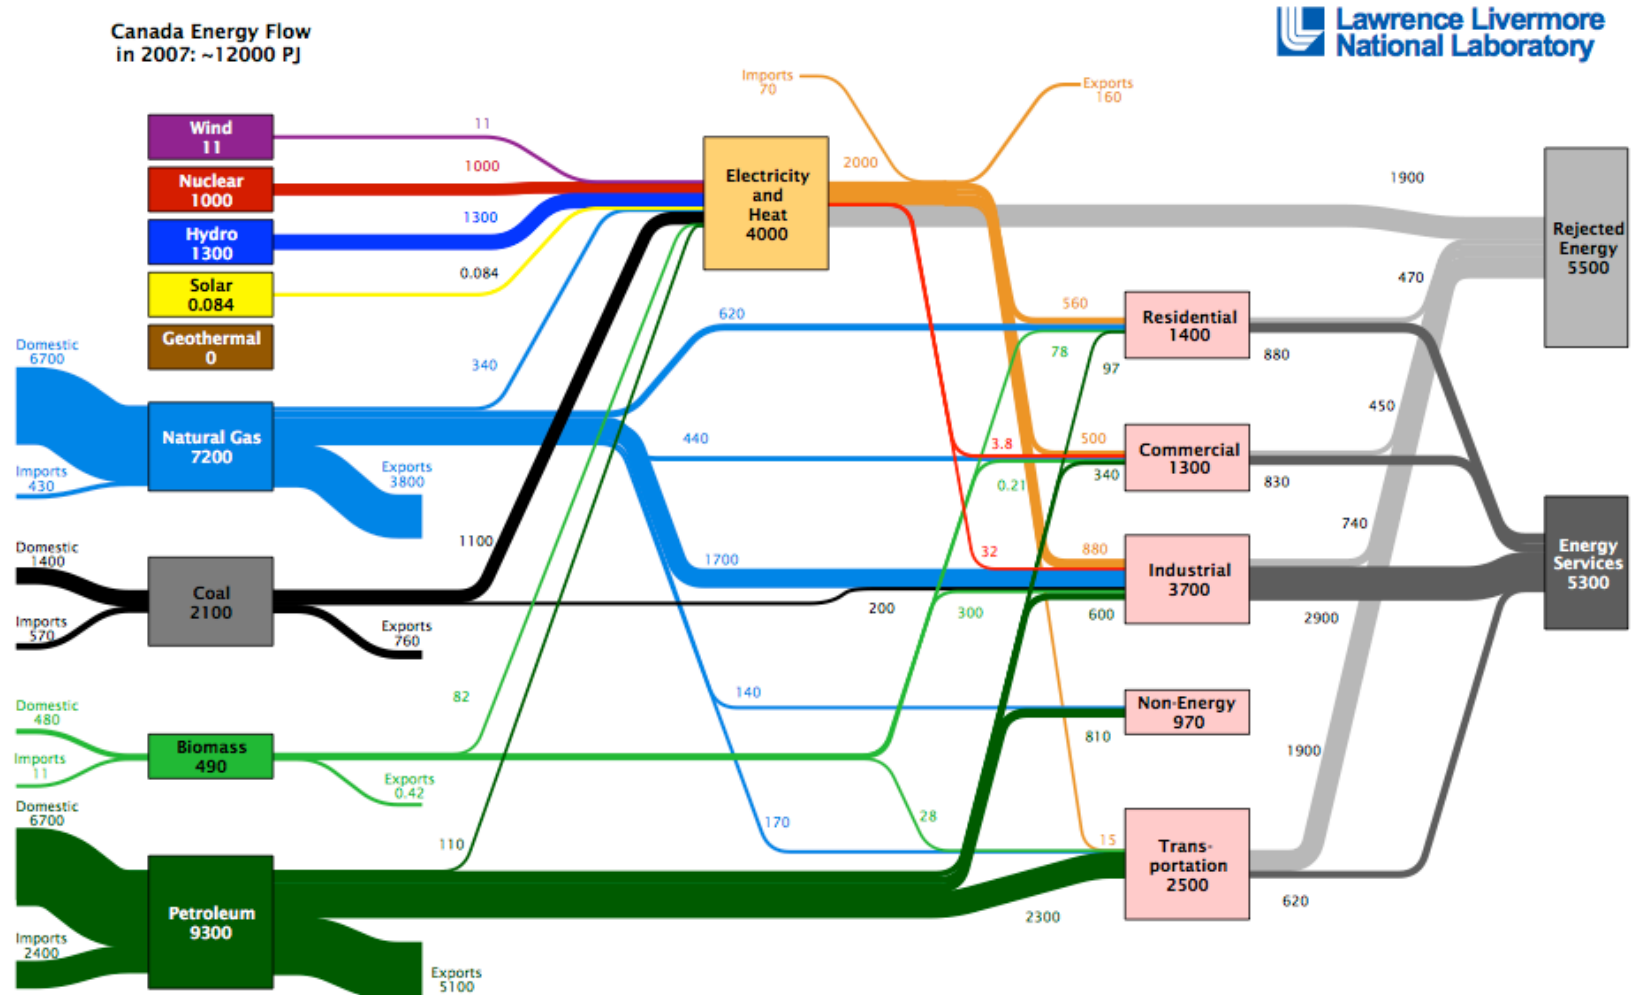 Canada Energy Flow
in 2007: ~12000 PJ
Lawrence Livermore
National Laboratory
Imports
70
Exports
160
Wind
11
11
Nuclear
1000
1000
Hydro
1300
1300
Solar
0.084
0.084
Geothermal
0
Electricity
and
Heat
4000
2000
1900
Rejected
Energy
5500
470
Domestic
6700
Natural Gas
7200
Imports
430
Exports
3800
340
620
440
1700
140
170
560
78
97
Residential
1400
880
450
3.8
500
0.21
340
Commercial
1300
830
740
32
880
300
600
Industrial
3700
2900
Energy
Services
5300
Domestic
1400
Coal
2100
Imports
570
Exports
760
1100
200
Domestic
480
Biomass
490
Imports
11
Exports
0.42
82
28
Non-Energy
970
810
1900
Domestic
6700
Petroleum
9300
Imports
2400
Exports
5100
110
15
2300
Trans-
portation
2500
620